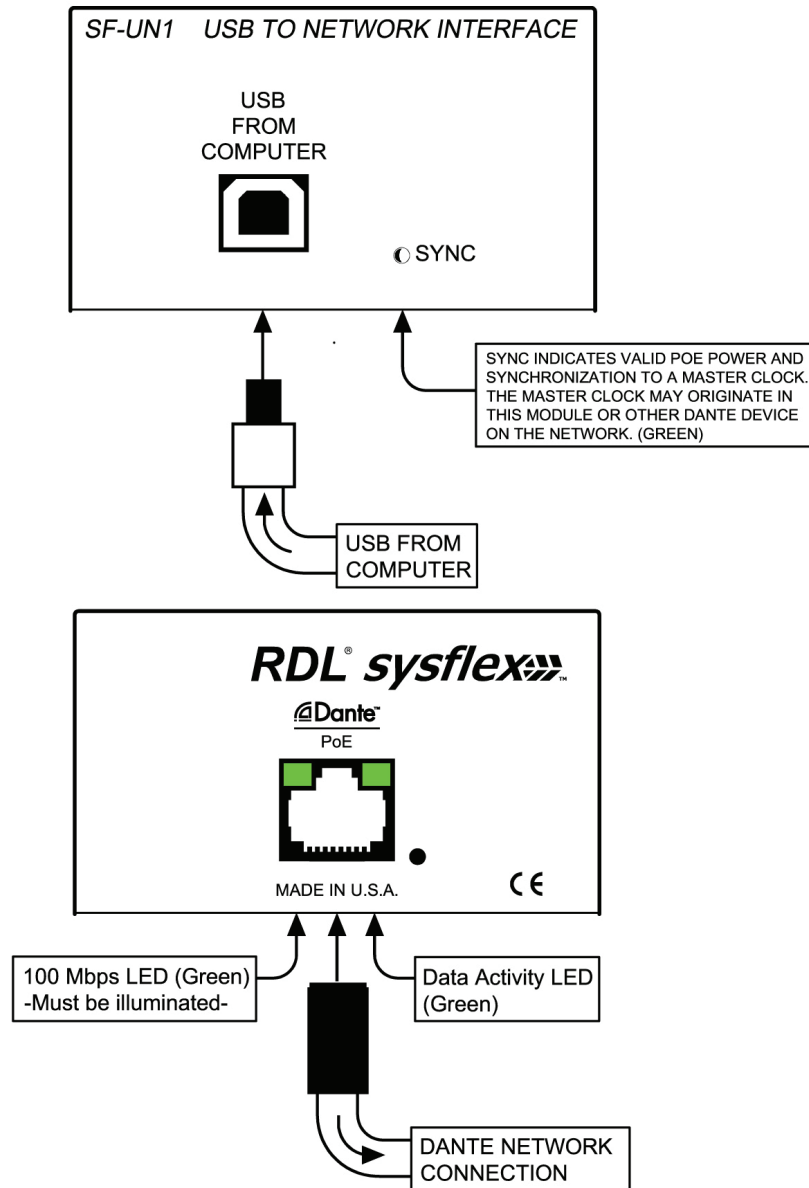 SF-UN1 USB TO NETWORK INTERFACE
USB
FROM
COMPUTER
SYNC
SYNC INDICATES VALID POE POWER AND
SYNCHRONIZATION TO A MASTER CLOCK.
THE MASTER CLOCK MAY ORIGINATE IN
THIS MODULE OR OTHER DANTE DEVICE
ON THE NETWORK. (GREEN)
USB FROM
COMPUTER
RDL® sysflex™
Dante™
PoE
MADE IN U.S.A.
CE
100 Mbps LED (Green)
-Must be illuminated-
Data Activity LED
(Green)
DANTE NETWORK
CONNECTION